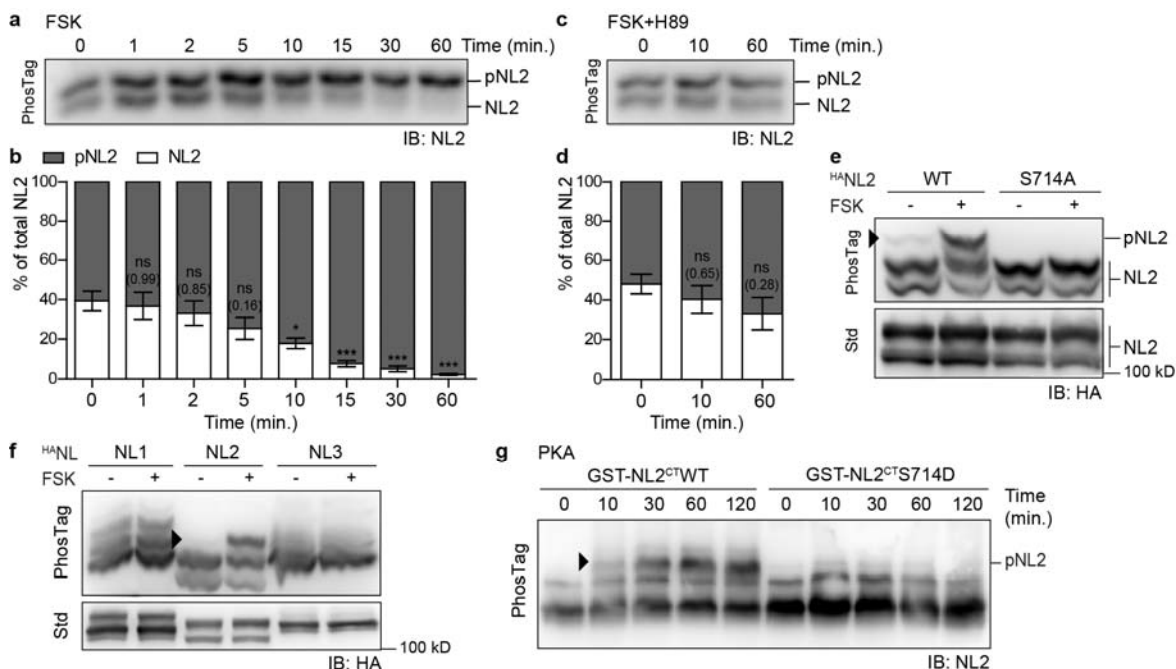 a FSK
0 1 2 5 10 15 30 60 Time (min.)
PhosTag
pNL2
NL2
IB: NL2
b pNL2 NL2
% of total NL2
100
80
60
40
20
0
ns (0.99)
ns (0.85)
ns (0.16)
*
***
***
***
0 1 2 5 10 15 30 60
Time (min.)
c FSK+H89
0 10 60 Time (min.)
PhosTag
pNL2
NL2
IB: NL2
d
% of total NL2
100
80
60
40
20
0
ns (0.65)
ns (0.28)
0 10 60
Time (min.)
e
HANL2 WT S714A
FSK - + - +
PhosTag
pNL2
NL2
Std
NL2
100 kD
IB: HA
f HANL NL1 NL2 NL3
FSK - + - + - +
PhosTag
Std
100 kD
IB: HA
g PKA
GST-NL2CTWT GST-NL2CTS714D
0 10 30 60 120 0 10 30 60 120 Time (min.)
PhosTag
pNL2
IB: NL2